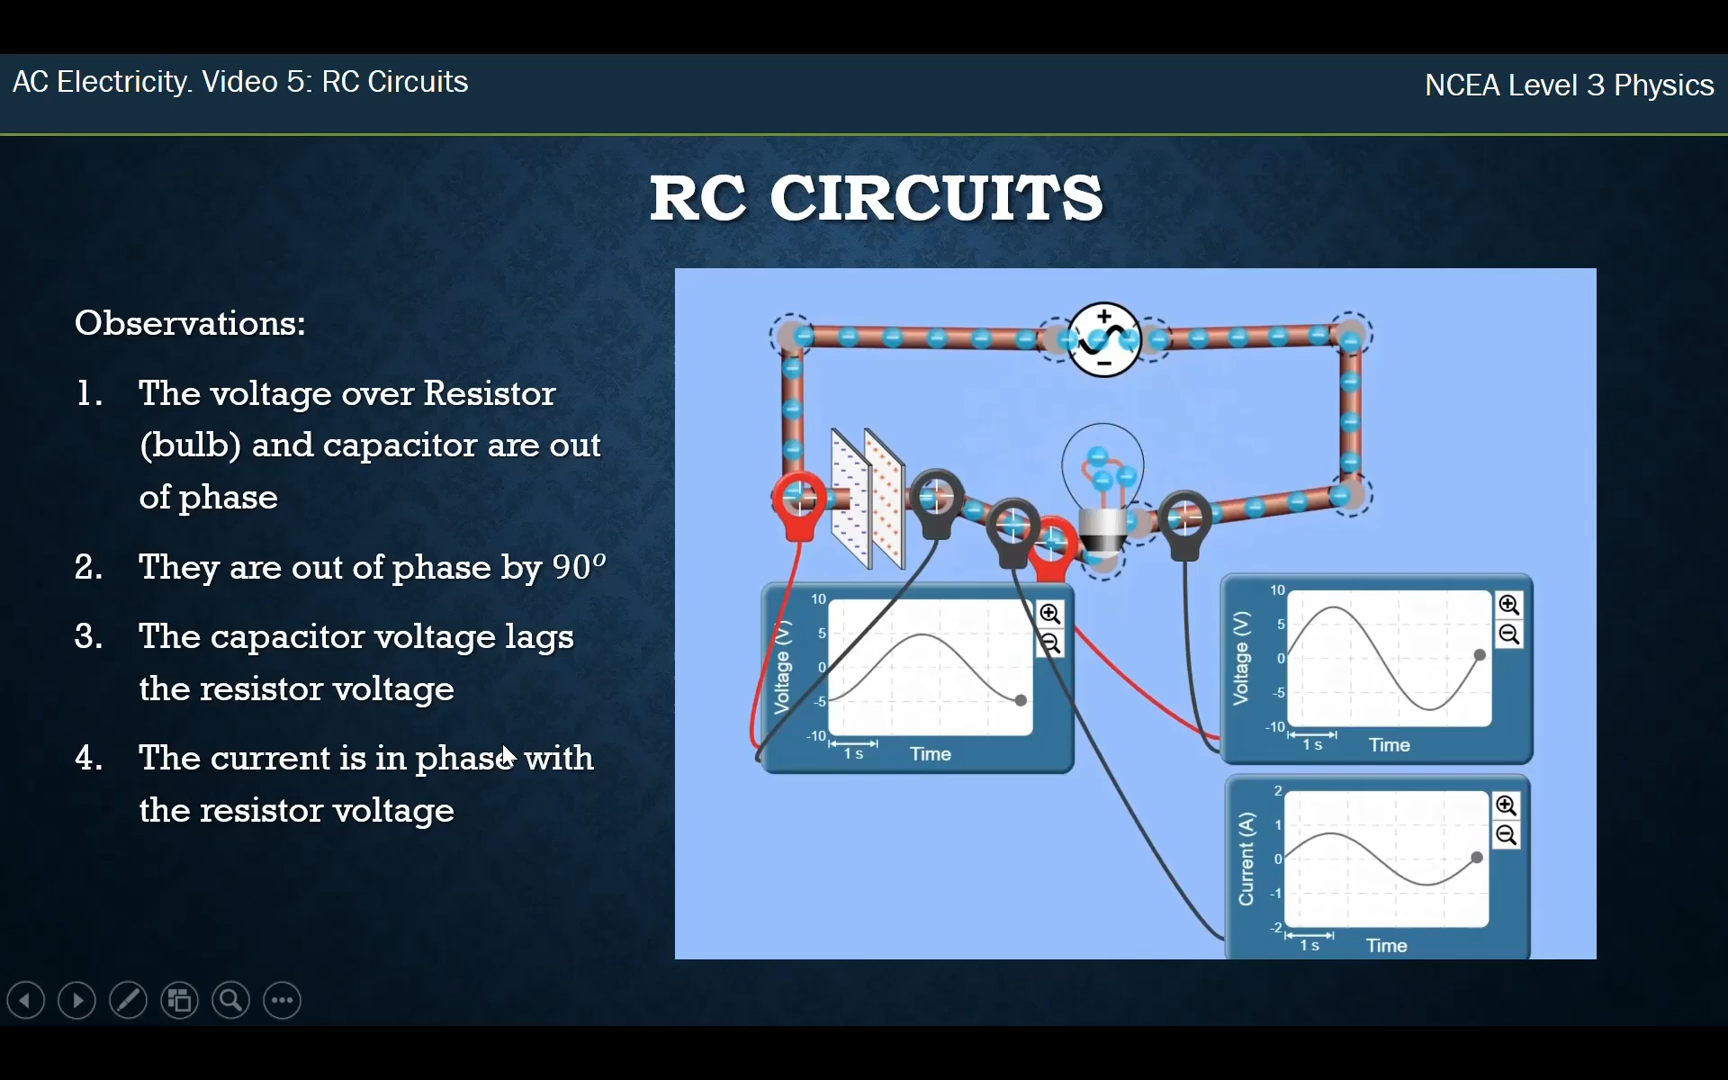 AC Electricity. Video 5: RC Circuits
NCEA Level 3 Physics
RC CIRCUITS
Observations:
1. The voltage over Resistor
(bulb) and capacitor are out
of phase
2. They are out of phase by 90°
3. The capacitor voltage lags
the resistor voltage
4. The current is in phase with
the resistor voltage
+
−
Voltage (V)
10
5
0
-5
-10
1 s
Time
Voltage (V)
10
5
0
-5
-10
1 s
Time
Current (A)
2
1
0
-1
-2
1 s
Time